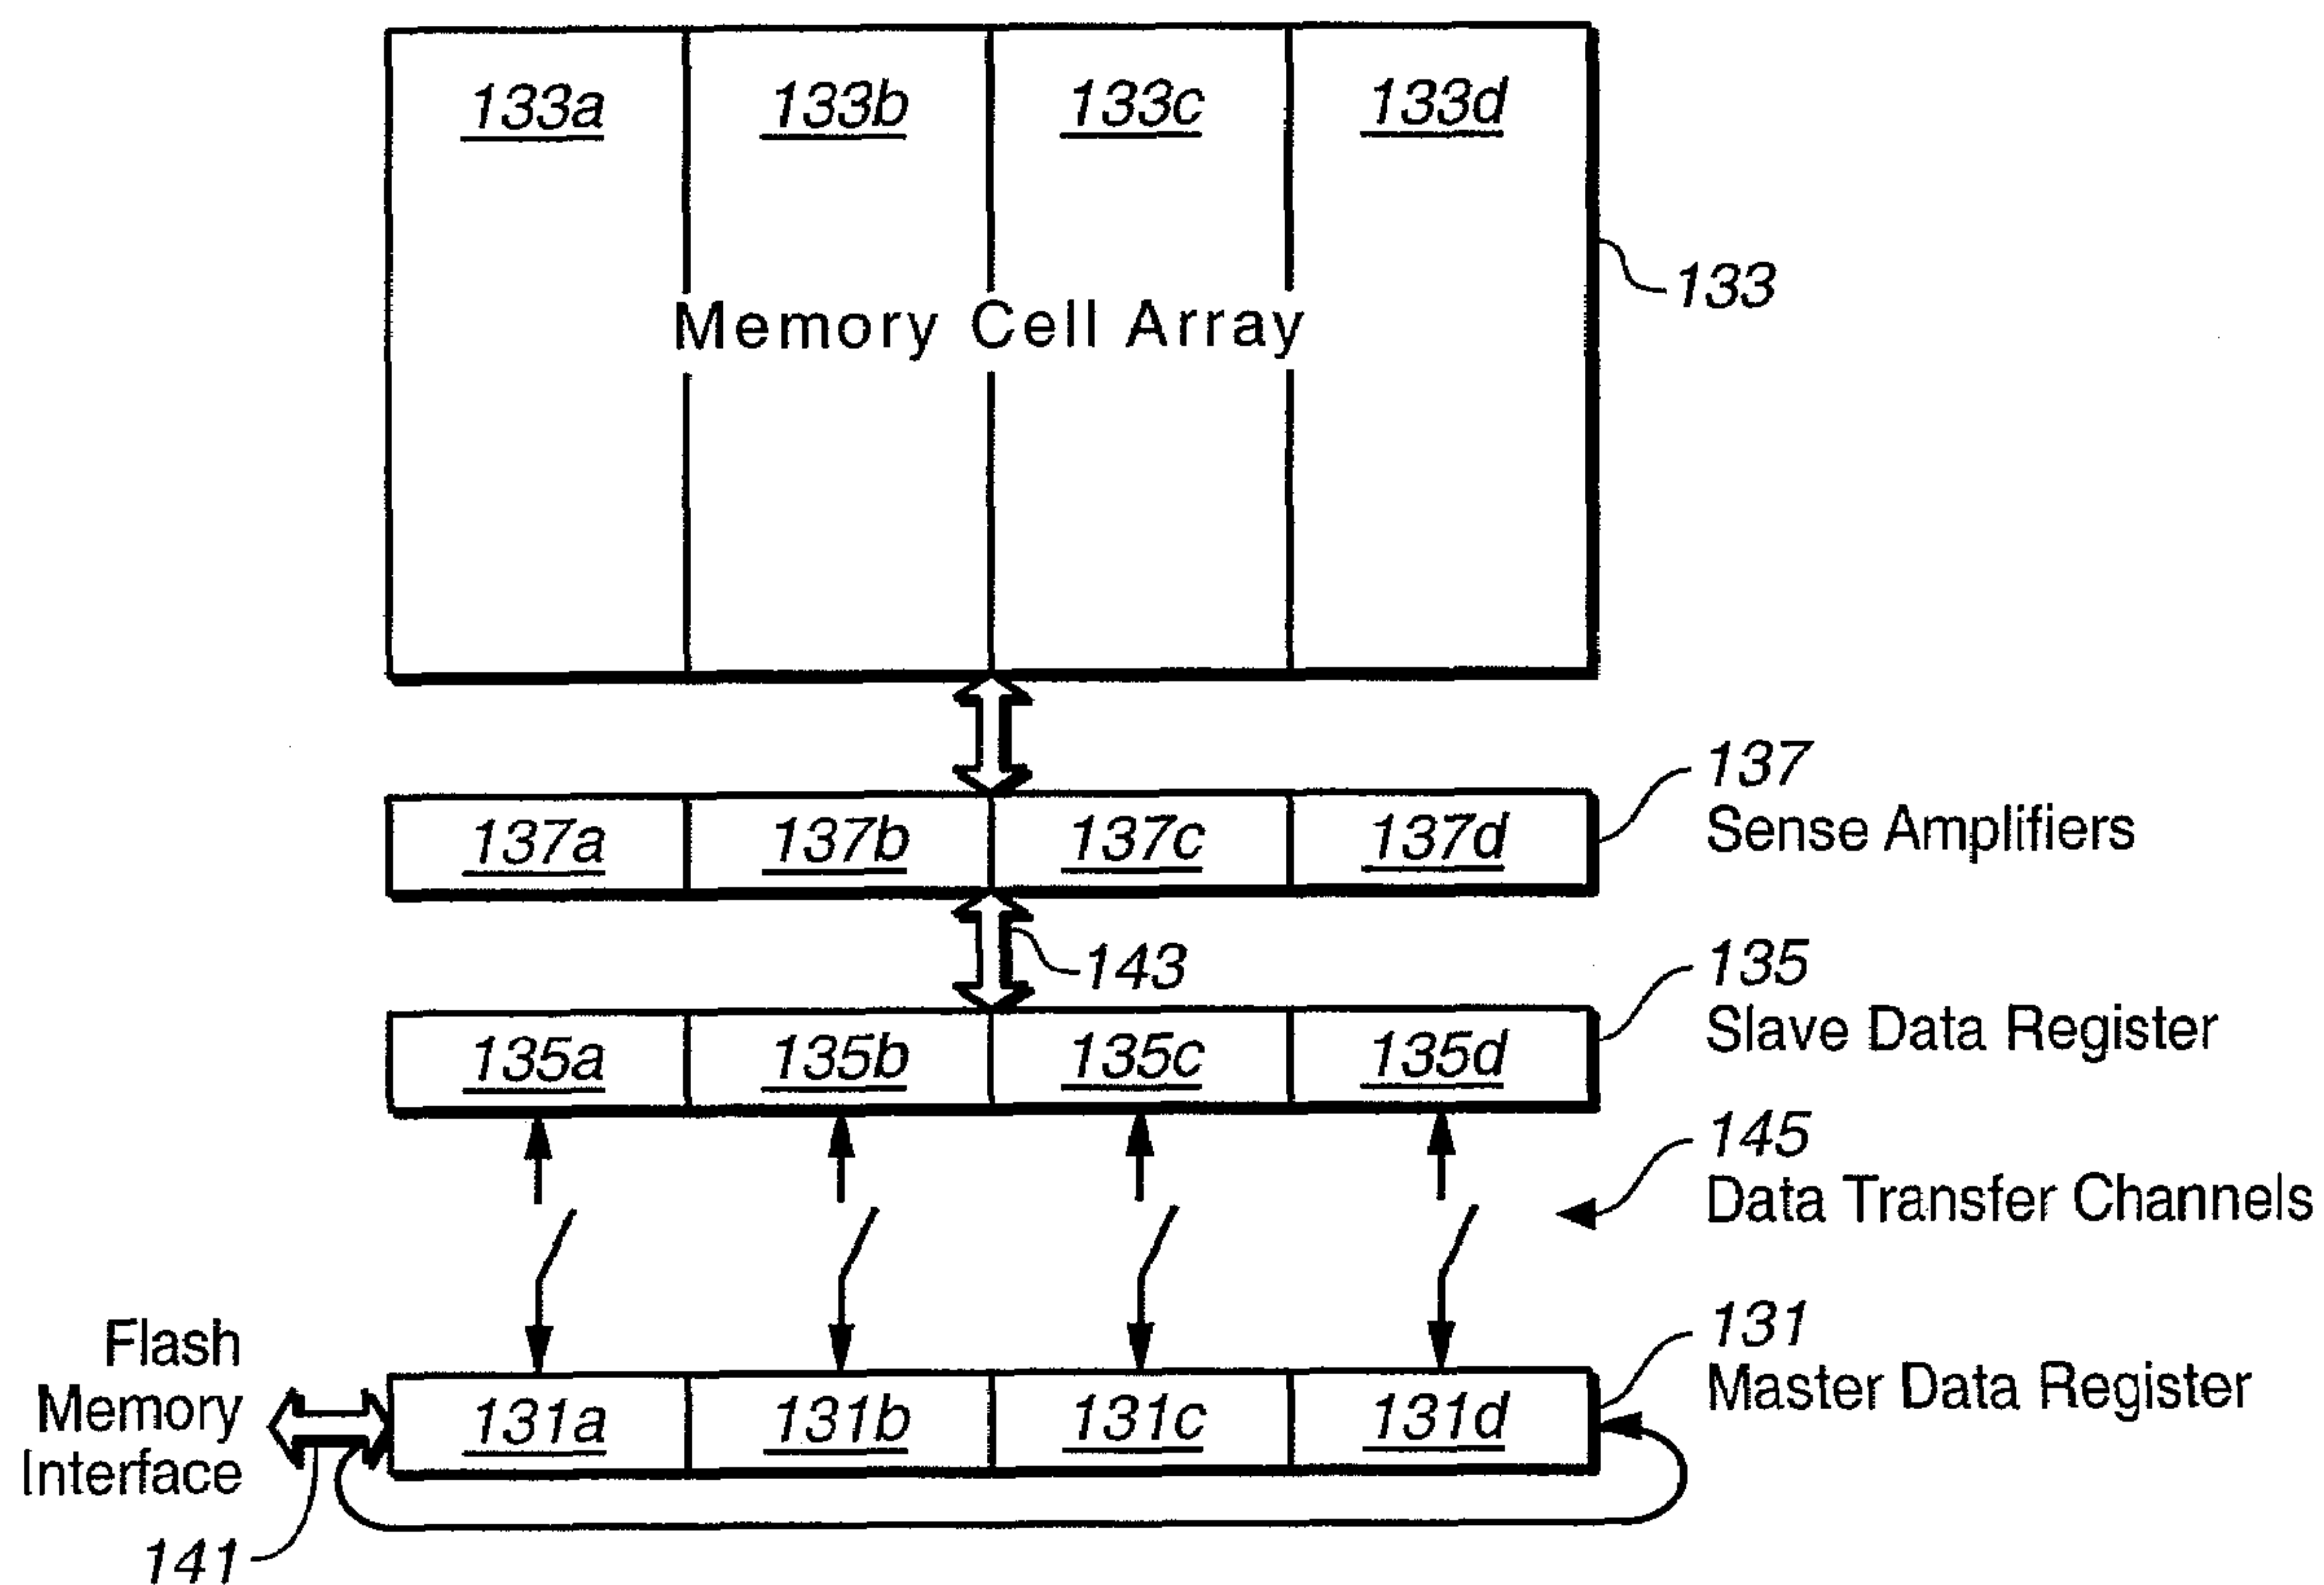 133a 133b 133c 133d
133
Memory Cell Array
137
Sense Amplifiers
137a 137b 137c 137d
143
135
Slave Data Register
135a 135b 135c 135d
145
Data Transfer Channels
131
Master Data Register
Flash
Memory
Interface
131a 131b 131c 131d
141